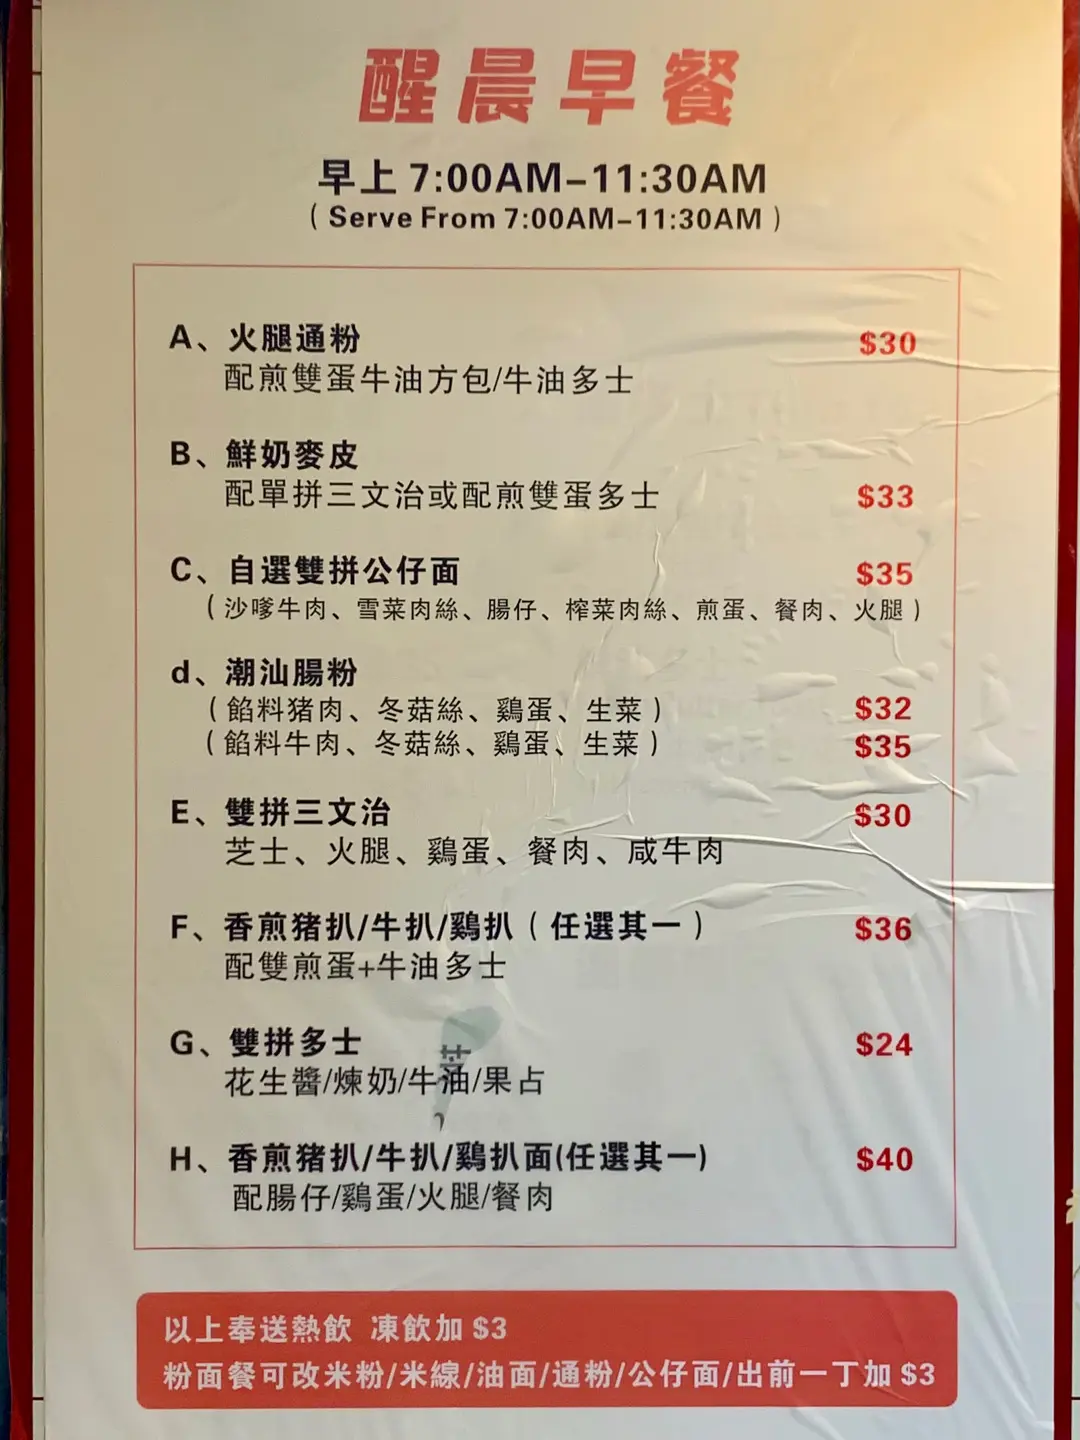 醒晨早餐
早上 7:00AM–11:30AM
( Serve From 7:00AM–11:30AM )
A、火腿通粉 $30
配煎雙蛋牛油方包/牛油多士
B、鮮奶麥皮
配單拼三文治或配煎雙蛋多士 $33
C、自選雙拼公仔面 $35
(沙嗲牛肉、雪菜肉絲、腸仔、榨菜肉絲、煎蛋、餐肉、火腿)
d、潮汕腸粉
(餡料猪肉、冬菇絲、鷄蛋、生菜) $32
(餡料牛肉、冬菇絲、鷄蛋、生菜) $35
E、雙拼三文治 $30
芝士、火腿、鷄蛋、餐肉、咸牛肉
F、香煎猪扒/牛扒/鷄扒(任選其一) $36
配雙煎蛋+牛油多士
G、雙拼多士 $24
花生醬/煉奶/牛油/果占
H、香煎猪扒/牛扒/鷄扒面(任選其一) $40
配腸仔/鷄蛋/火腿/餐肉
以上奉送熱飲 凍飲加 $3
粉面餐可改米粉/米線/油面/通粉/公仔面/出前一丁加 $3